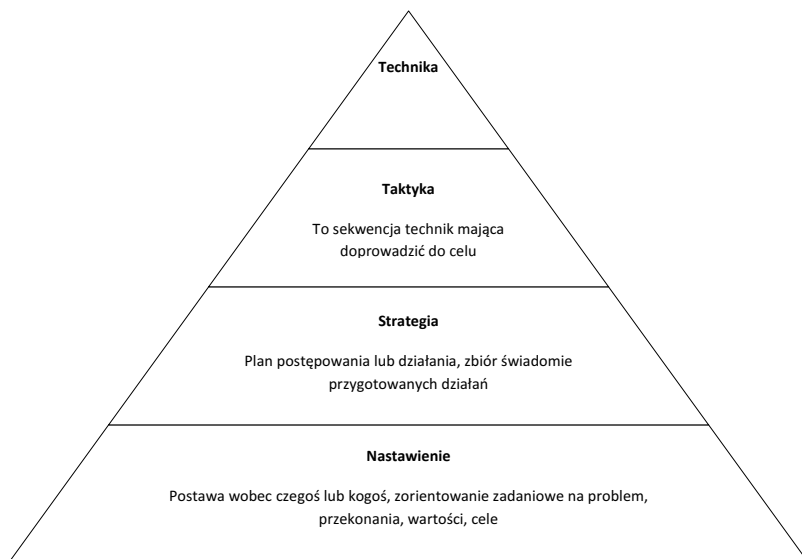 Technika
Taktyka
To sekwencja technik mająca
doprowadzić do celu
Strategia
Plan postępowania lub działania, zbiór świadomie
przygotowanych działań
Nastawienie
Postawa wobec czegoś lub kogoś, zorientowanie zadaniowe na problem,
przekonania, wartości, cele